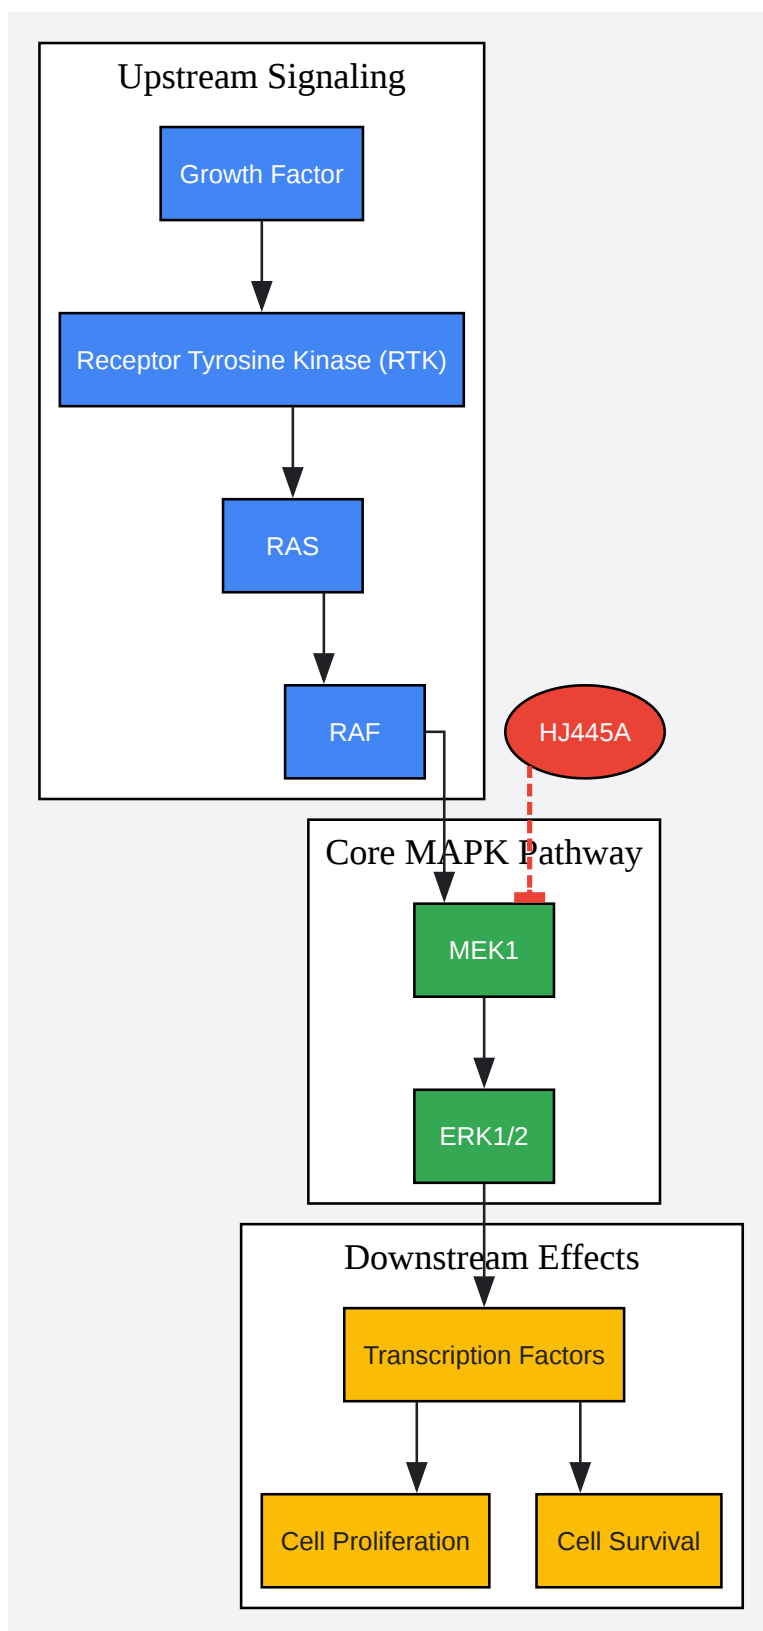 Upstream Signaling
Growth Factor
Receptor Tyrosine Kinase (RTK)
RAS
RAF
HJ445A
Core MAPK Pathway
MEK1
ERK1/2
Downstream Effects
Transcription Factors
Cell Proliferation
Cell Survival